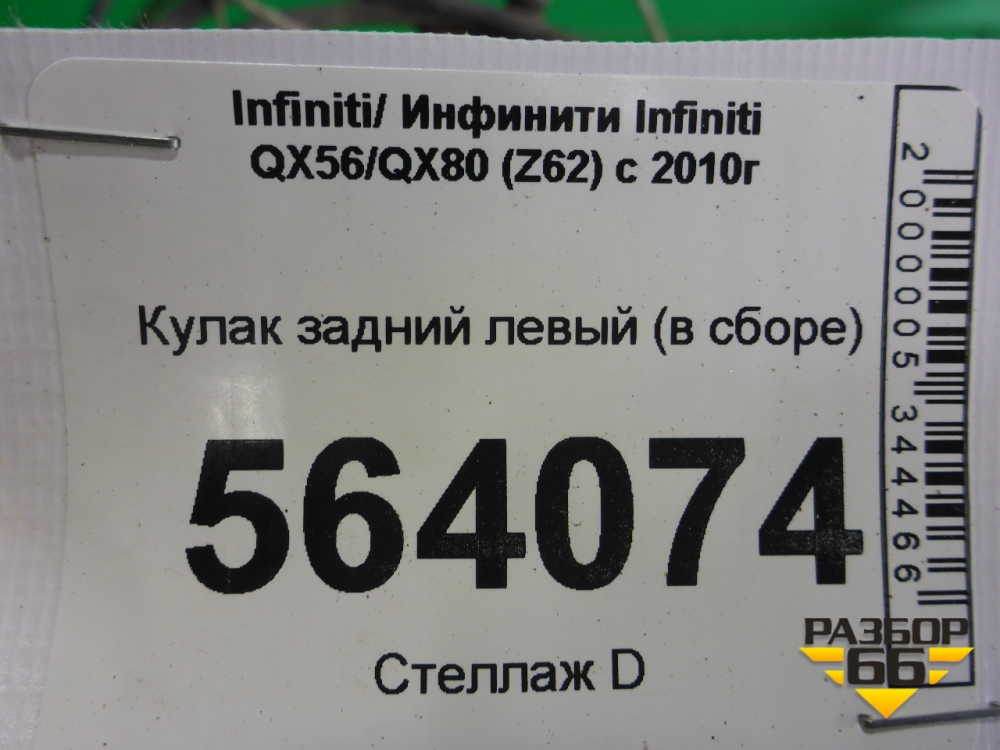 Infiniti/ Инфинити Infiniti
QX56/QX80 (Z62) с 2010г
Кулак задний левый (в сборе)
564074
Стеллаж D
2000005344466
РАЗБОР
66